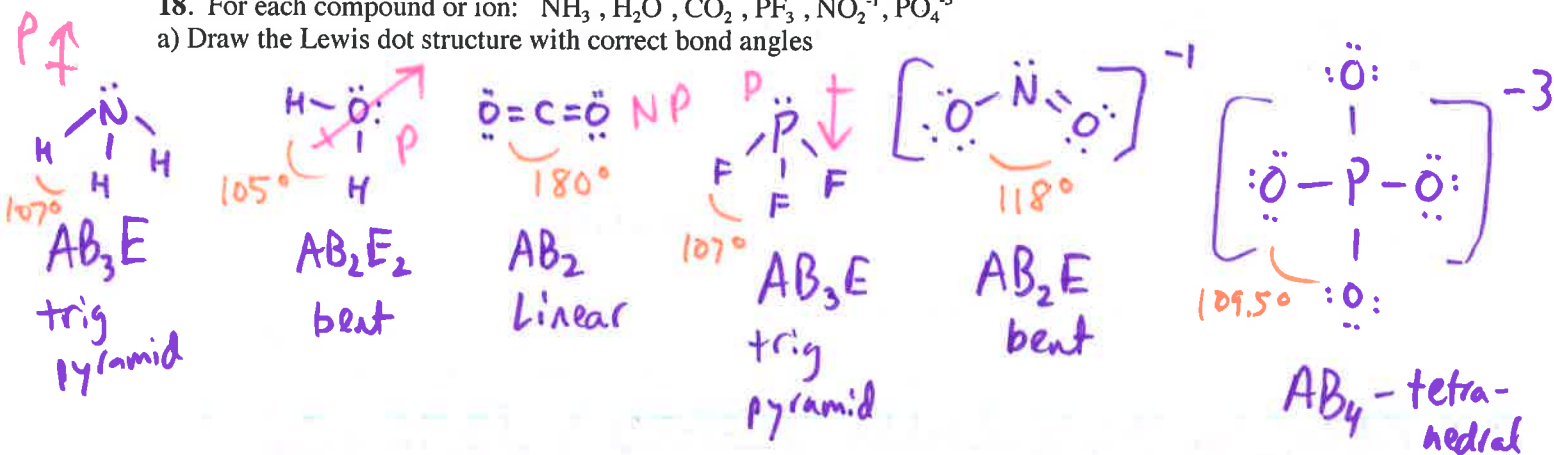 18. For each compound or ion: NH₃ , H₂O , CO₂ , PF₃ , NO₂⁻¹ , PO₄⁻³
a) Draw the Lewis dot structure with correct bond angles
P
N
H H H
107°
AB₃E
trig
pyramid
H-O:
P
H
105°
AB₂E₂
bent
O=C=O NP
180°
AB₂
Linear
P
P
F F F
107°
AB₃E
trig
pyramid
[:O-N=O:]⁻¹
118°
AB₂E
bent
:O:
-3
[:O-P-O:]
:O:
109.5°
AB₄ - tetra-
hedral